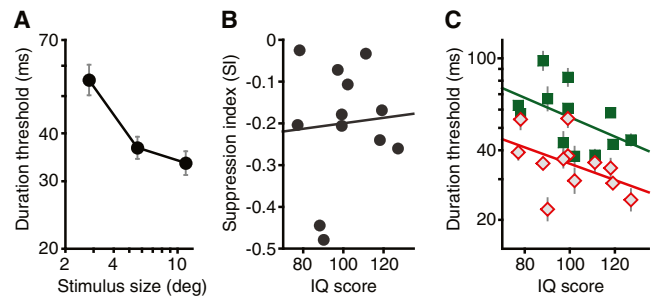 A
Duration threshold (ms)
70
40
30
20
2
4
6
10
Stimulus size (deg)
B
Suppression index (SI)
0
-0.1
-0.2
-0.3
-0.4
-0.5
80
100
120
IQ score
C
Duration threshold (ms)
100
40
20
80
100
120
IQ score